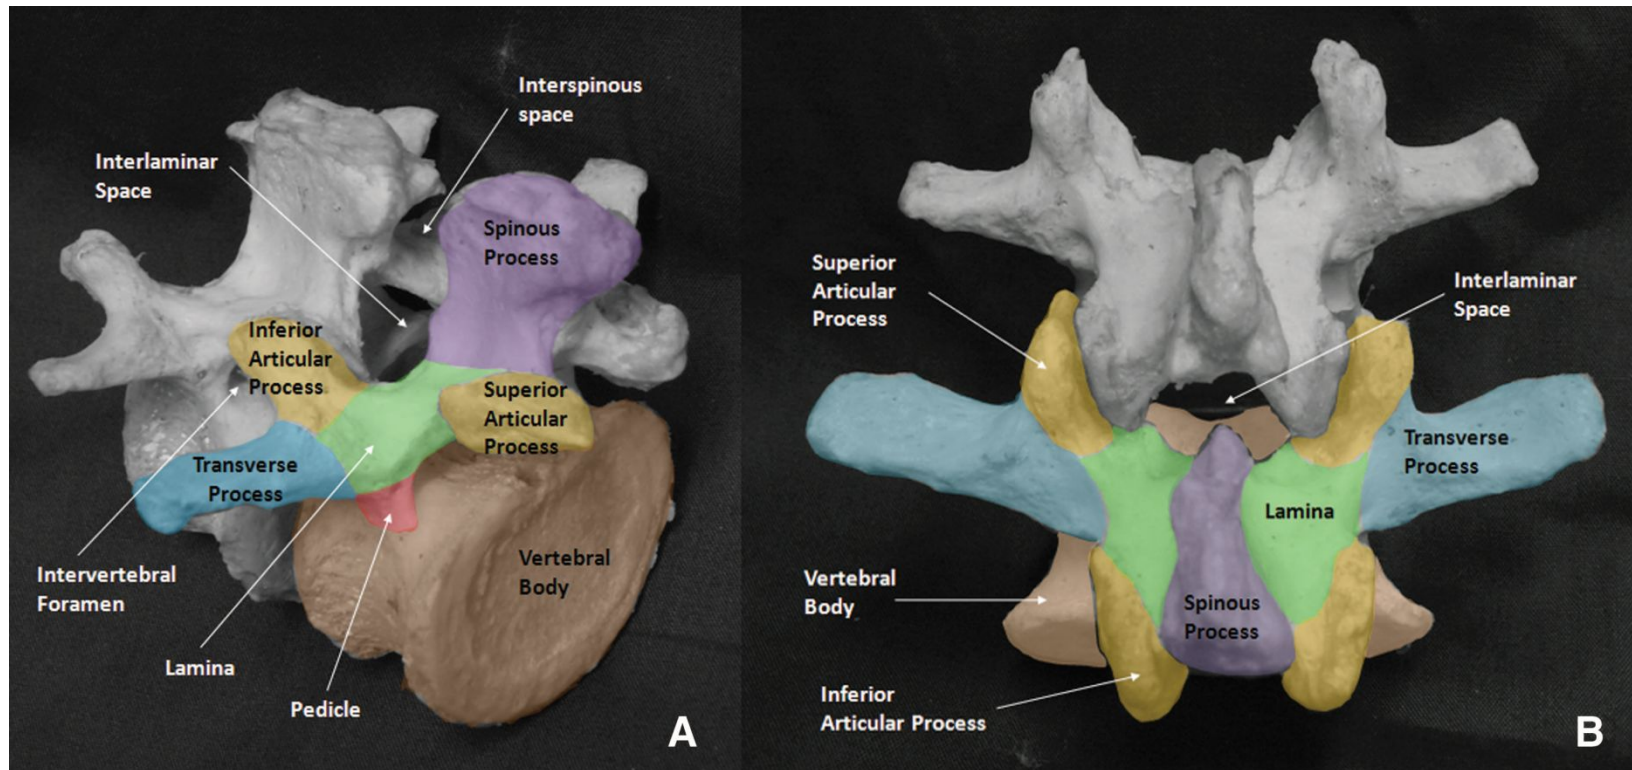 Interspinous
space
Interlaminar
Space
Spinous
Process
Inferior
Articular
Process
Superior
Articular
Process
Transverse
Process
Vertebral
Body
Intervertebral
Foramen
Lamina
Pedicle
A
Superior
Articular
Process
Interlaminar
Space
Transverse
Process
Lamina
Vertebral
Body
Spinous
Process
Inferior
Articular Process
B